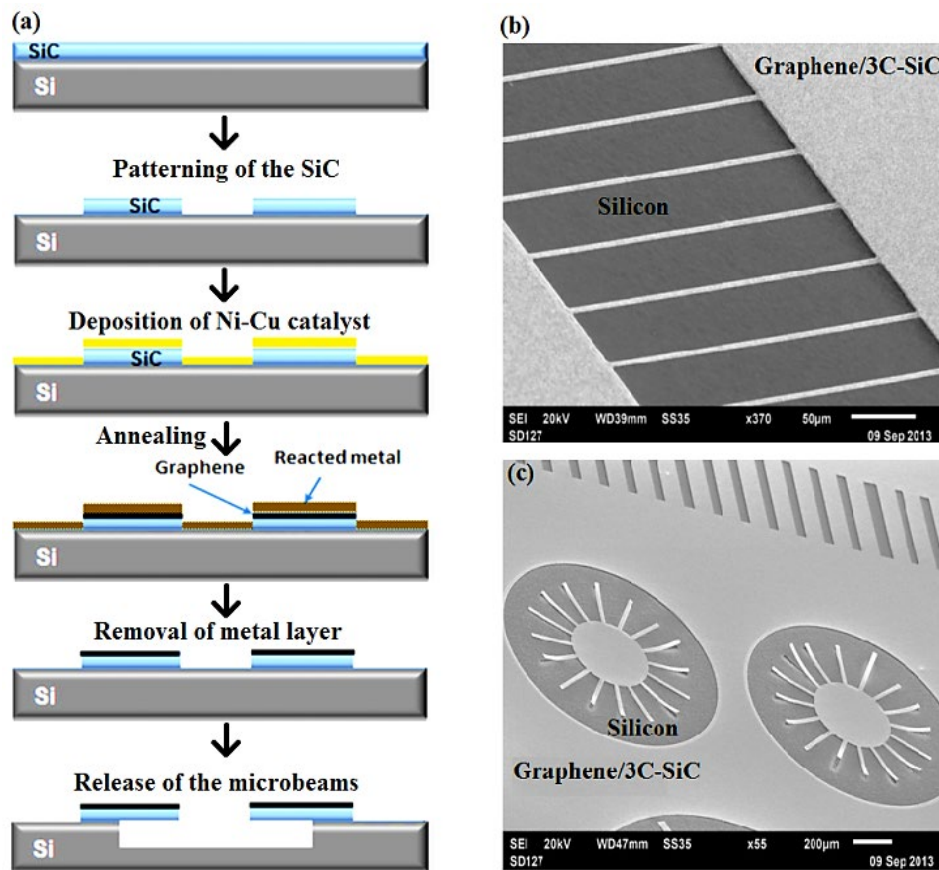 (a)
SiC
Si
Patterning of the SiC
SiC
Si
Deposition of Ni-Cu catalyst
SiC
Si
Annealing
Graphene
Reacted metal
Si
Removal of metal layer
Si
Release of the microbeams
Si
(b)
Graphene/3C-SiC
Silicon
SEI 20kV WD39mm SS35 x370 50µm
SD127 09 Sep 2013
(c)
Silicon
Graphene/3C-SiC
SEI 20kV WD47mm SS35 x55 200µm
SD127 09 Sep 2013